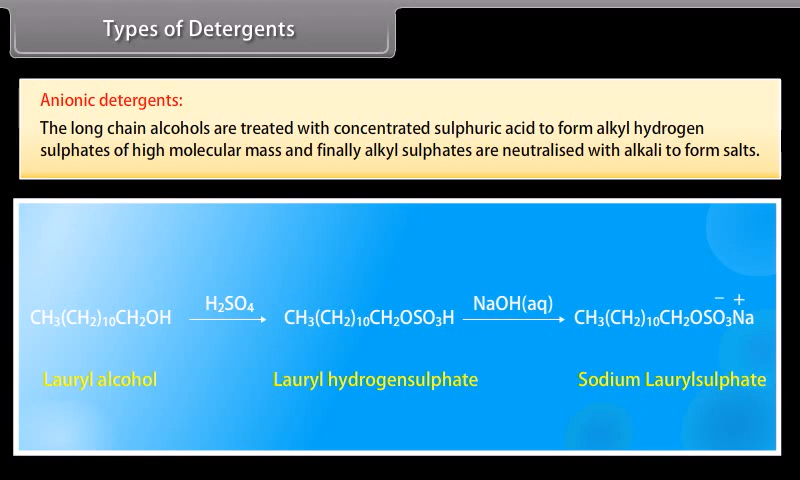 Types of Detergents
Anionic detergents:
The long chain alcohols are treated with concentrated sulphuric acid to form alkyl hydrogen
sulphates of high molecular mass and finally alkyl sulphates are neutralised with alkali to form salts.
CH₃(CH₂)₁₀CH₂OH H₂SO₄ CH₃(CH₂)₁₀CH₂OSO₃H NaOH(aq) CH₃(CH₂)₁₀CH₂OSO₃⁻Na⁺
Lauryl alcohol Lauryl hydrogensulphate Sodium Laurylsulphate